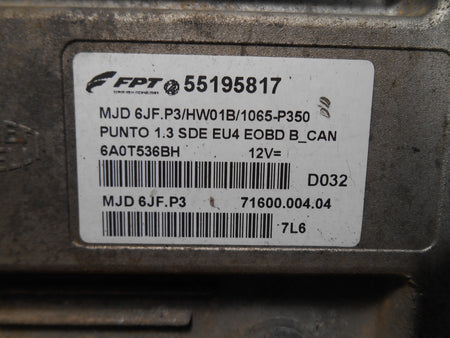 FPT 55195817
MJD 6JF.P3/HW01B/1065-P350
PUNTO 1.3 SDE EU4 EOBD B_CAN
6A0T536BH 12V=
D032
MJD 6JF.P3 71600.004.04
7L6